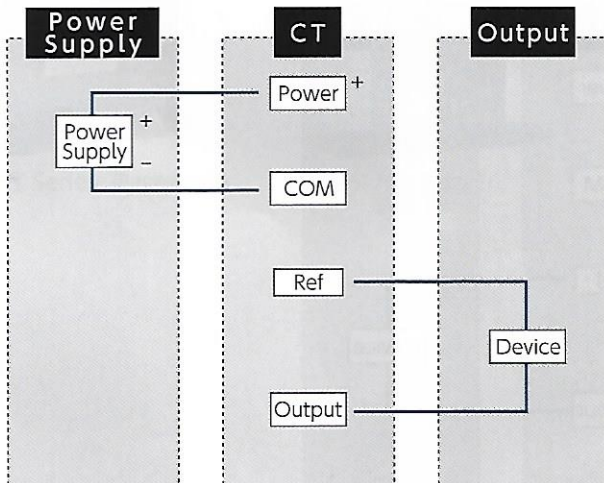 Power
Supply
CT
Output
Power +
Power
Supply
+
–
COM
Ref
Device
Output